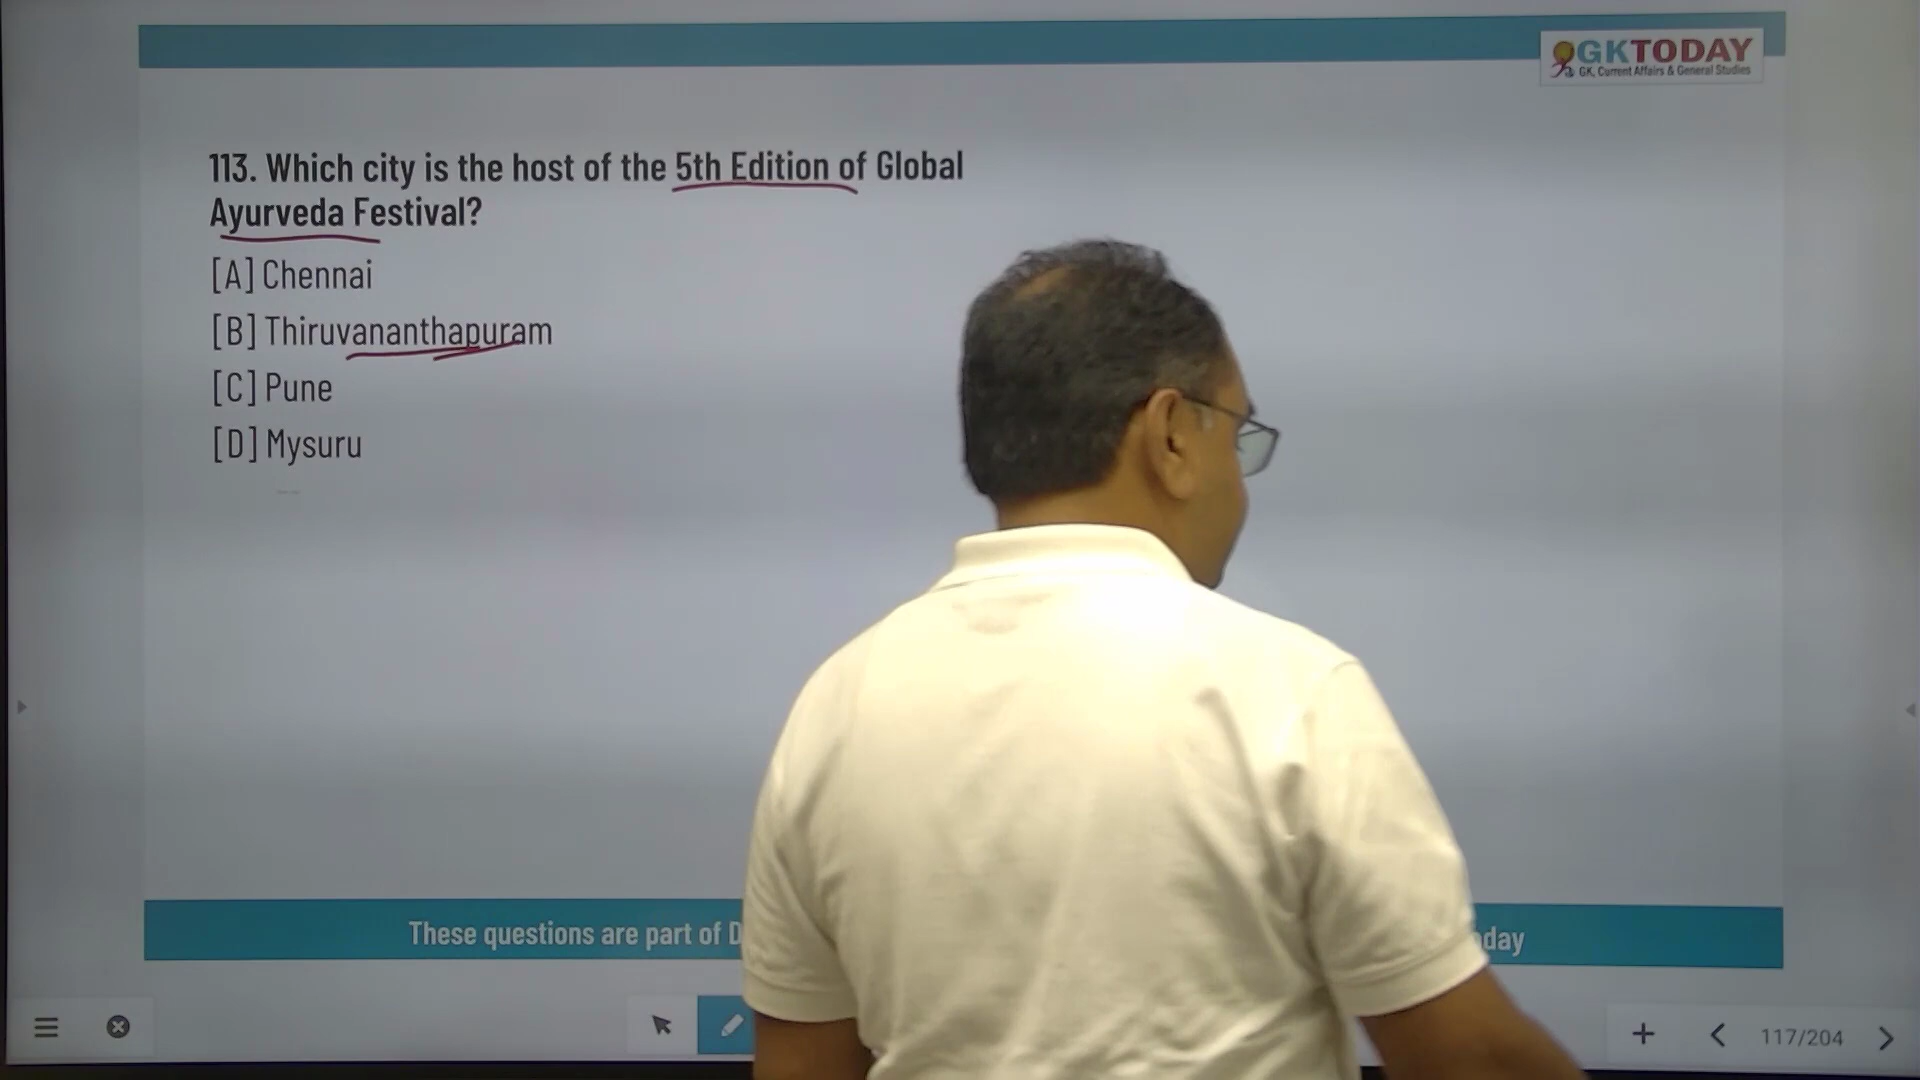 GKTODAY
GK, Current Affairs & General Studies
113. Which city is the host of the 5th Edition of Global
Ayurveda Festival?
[A] Chennai
[B] Thiruvananthapuram
[C] Pune
[D] Mysuru
These questions are part of
day
117/204